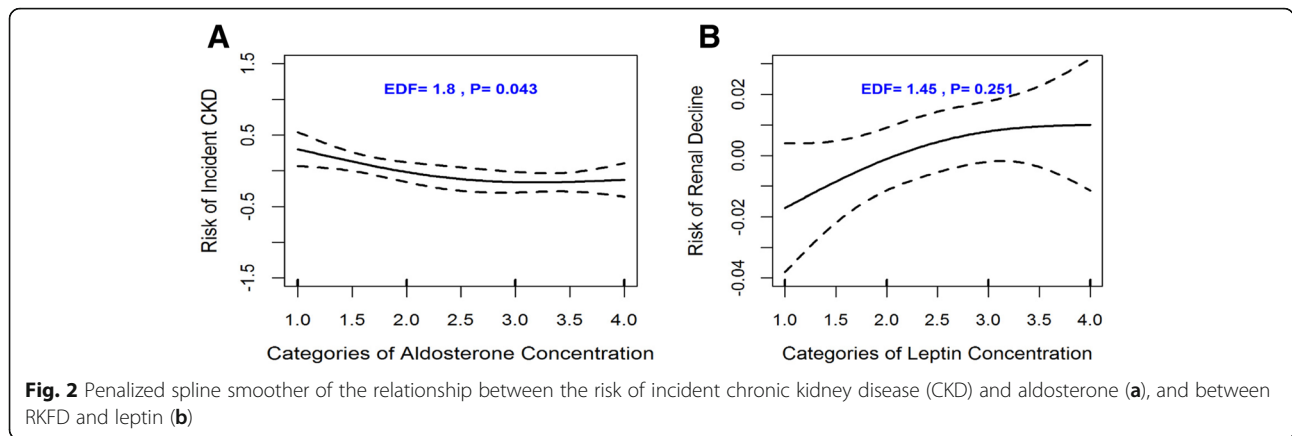 A
B
EDF= 1.8 , P= 0.043
EDF= 1.45 , P= 0.251
Risk of Incident CKD
1.5
0.5
-0.5
-1.5
1.0 1.5 2.0 2.5 3.0 3.5 4.0
Categories of Aldosterone Concentration
Risk of Renal Decline
0.02
0.00
-0.02
-0.04
1.0 1.5 2.0 2.5 3.0 3.5 4.0
Categories of Leptin Concentration
Fig. 2 Penalized spline smoother of the relationship between the risk of incident chronic kidney disease (CKD) and aldosterone (a), and between
RKFD and leptin (b)